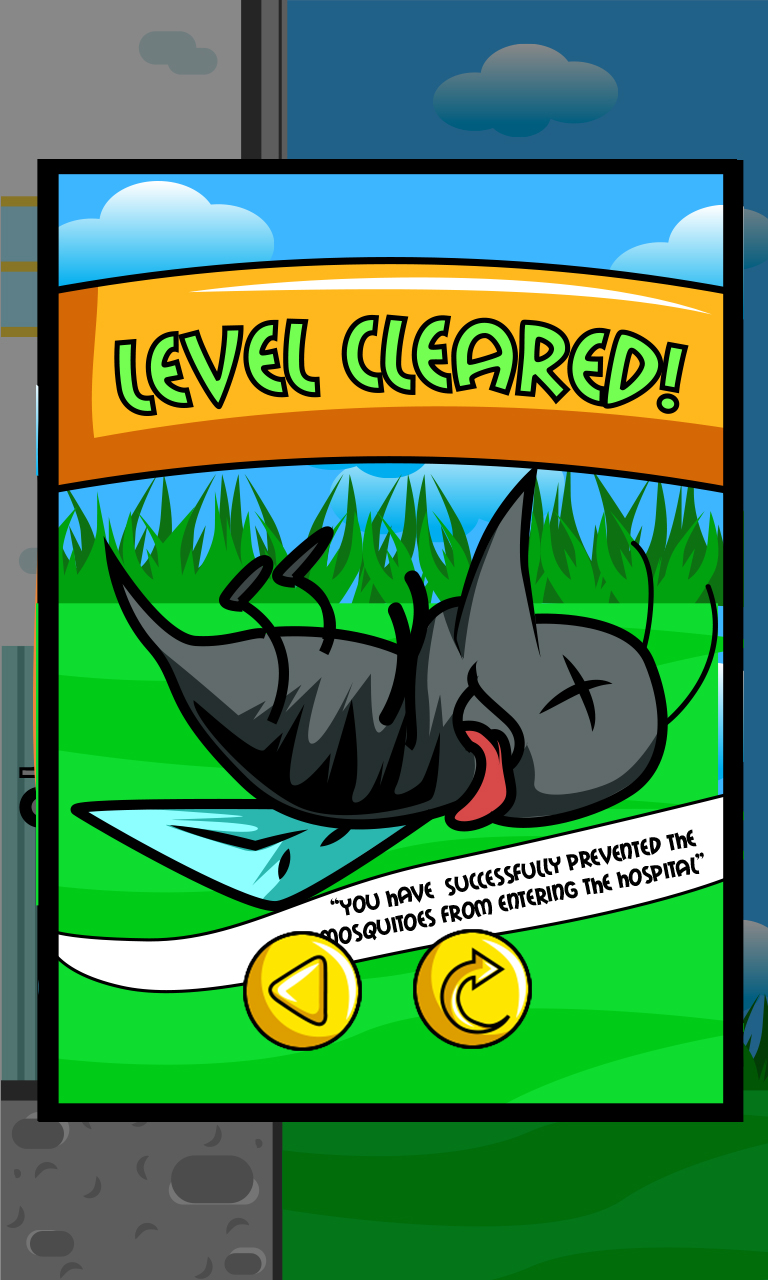 LEVEL CLEARED!
“YOU HAVE SUCCESSFULLY PREVENTED THE
MOSQUITOES FROM ENTERING THE HOSPITAL”